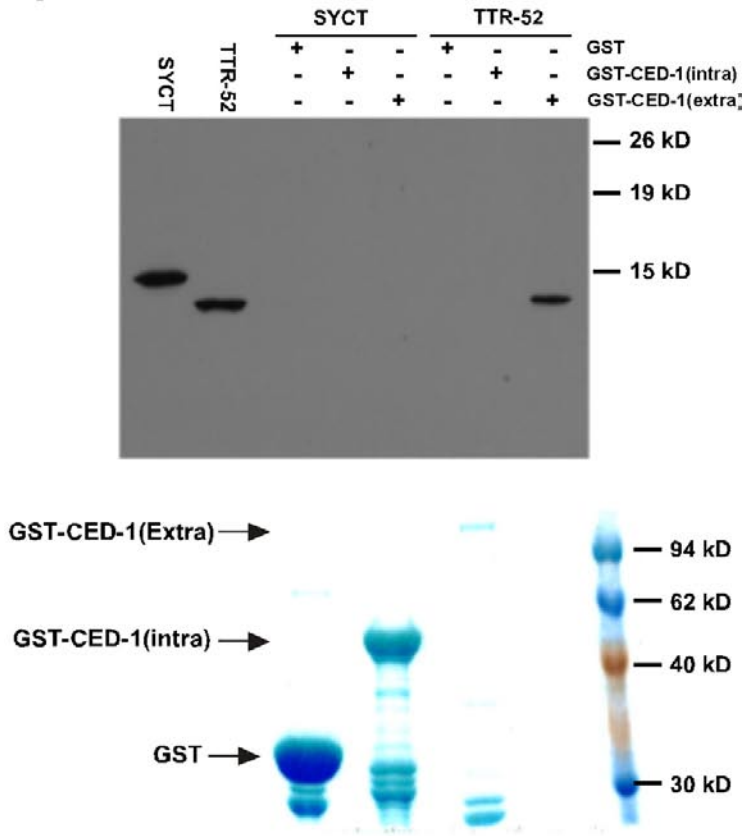 SYCT TTR-52
+ - - + - - GST
- + - - + - GST-CED-1(intra)
- - + - - + GST-CED-1(extra)
SYCT
TTR-52
26 kD
19 kD
15 kD
GST-CED-1(Extra)
94 kD
62 kD
GST-CED-1(intra)
40 kD
GST
30 kD